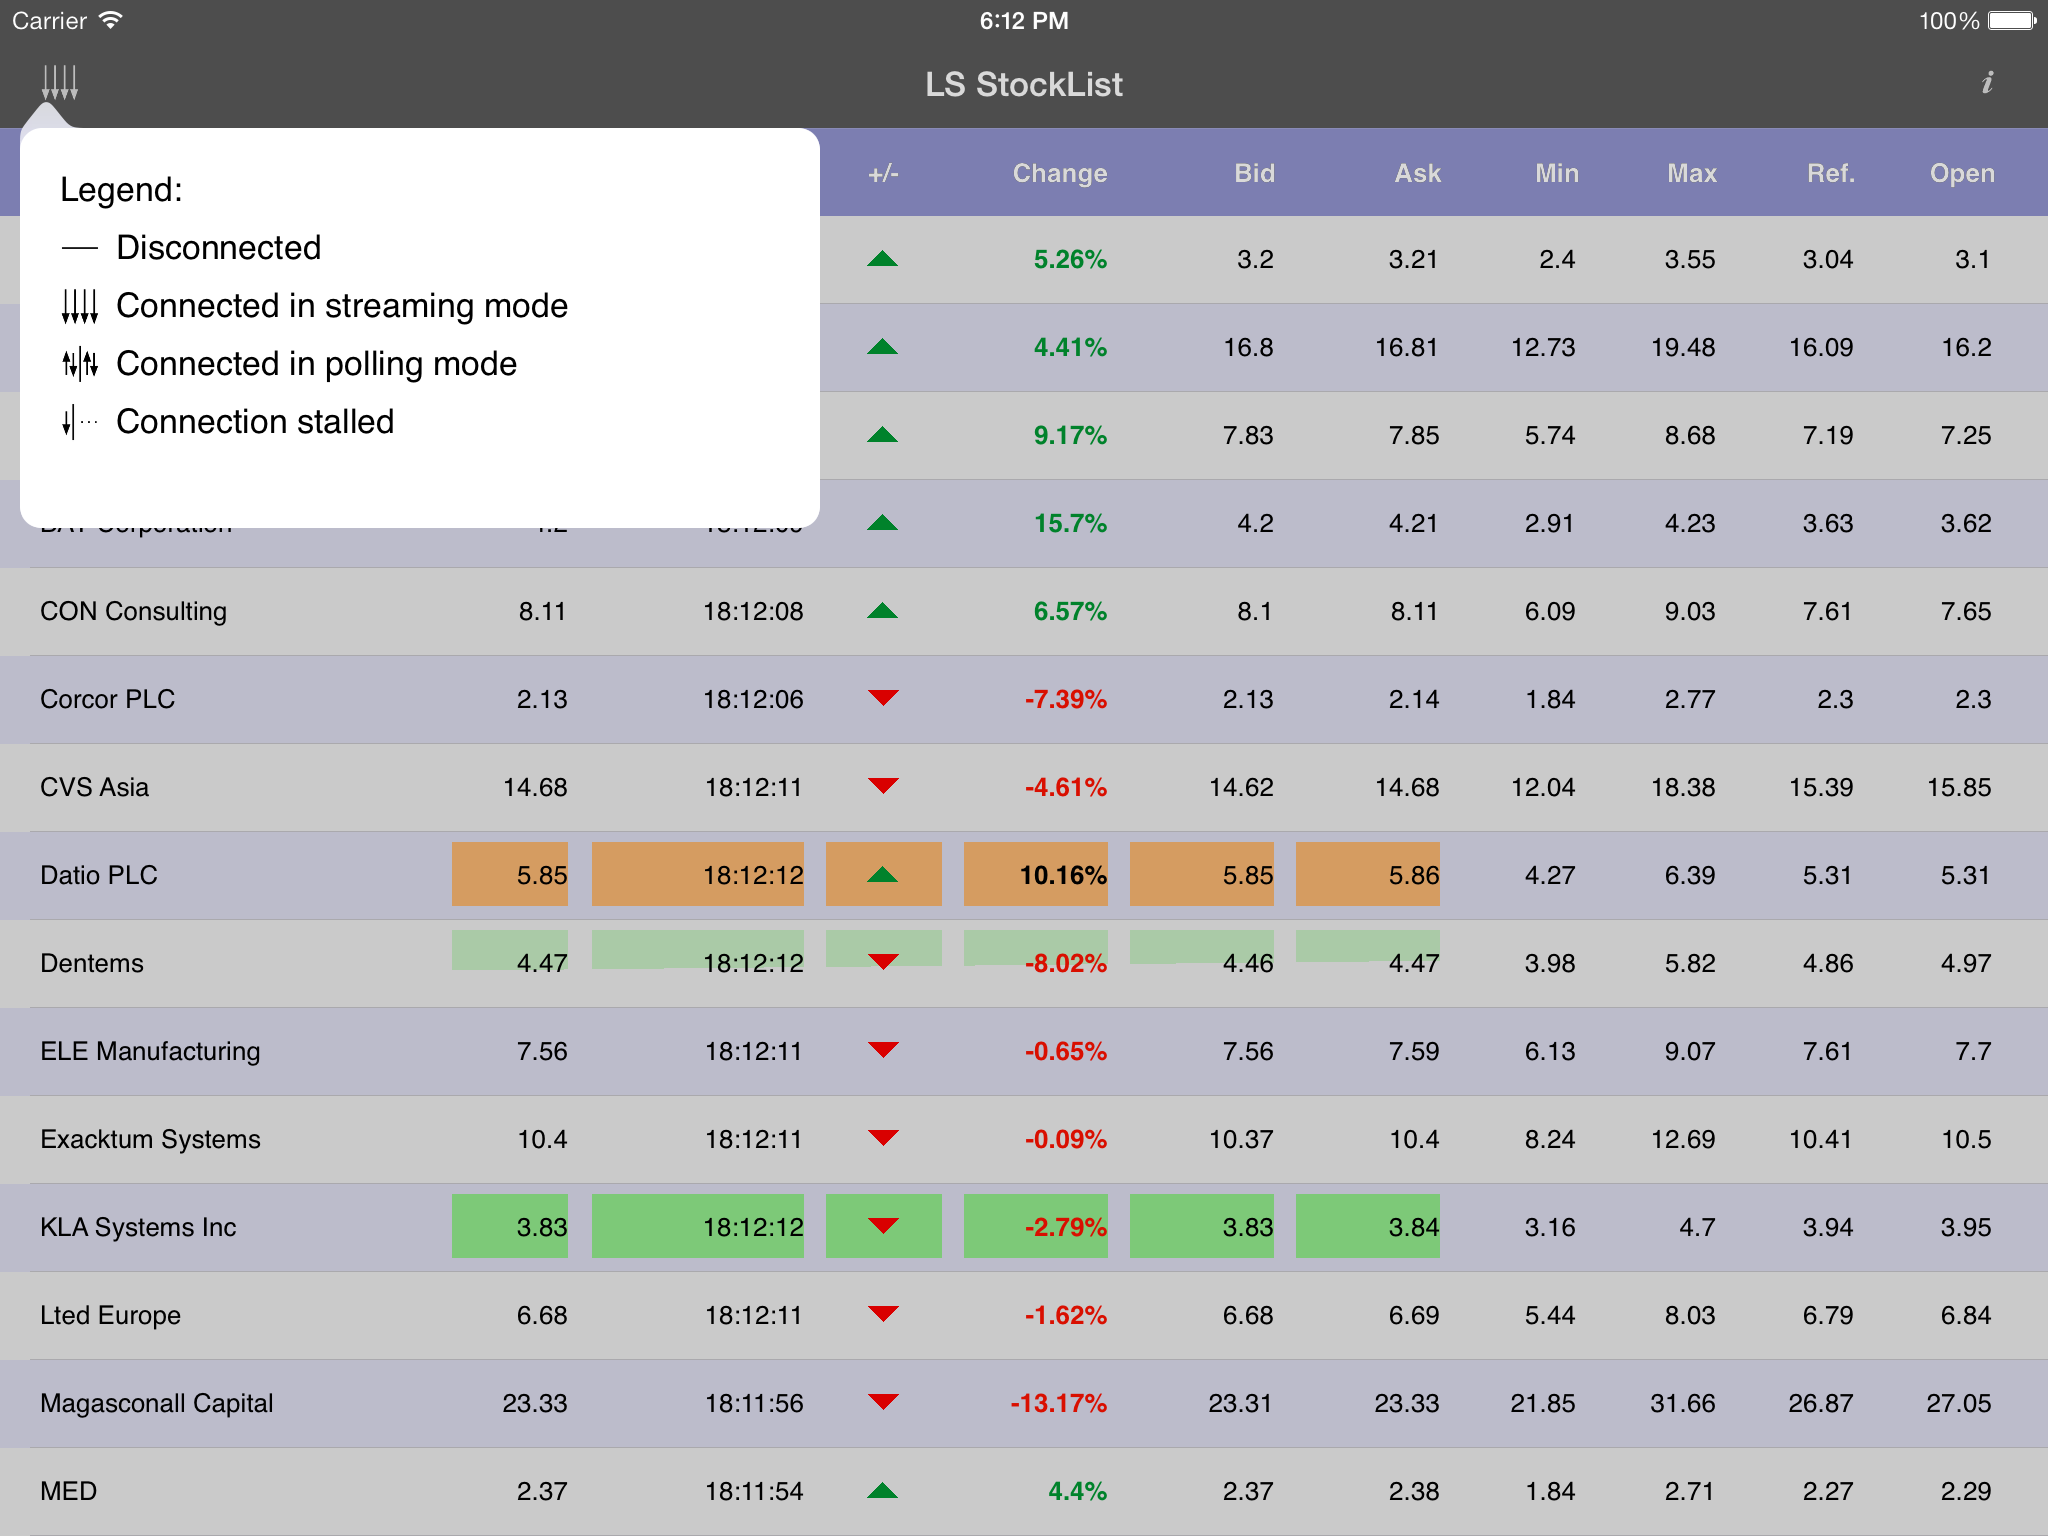 Carrier 6:12 PM 100%
LS StockList i
+/- Change Bid Ask Min Max Ref. Open
Legend:
Disconnected
Connected in streaming mode
Connected in polling mode
Connection stalled
5.26% 3.2 3.21 2.4 3.55 3.04 3.1
4.41% 16.8 16.81 12.73 19.48 16.09 16.2
9.17% 7.83 7.85 5.74 8.68 7.19 7.25
15.7% 4.2 4.21 2.91 4.23 3.63 3.62
CON Consulting 8.11 18:12:08 6.57% 8.1 8.11 6.09 9.03 7.61 7.65
Corcor PLC 2.13 18:12:06 -7.39% 2.13 2.14 1.84 2.77 2.3 2.3
CVS Asia 14.68 18:12:11 -4.61% 14.62 14.68 12.04 18.38 15.39 15.85
Datio PLC 5.85 18:12:12 10.16% 5.85 5.86 4.27 6.39 5.31 5.31
Dentems 4.47 18:12:12 -8.02% 4.46 4.47 3.98 5.82 4.86 4.97
ELE Manufacturing 7.56 18:12:11 -0.65% 7.56 7.59 6.13 9.07 7.61 7.7
Exacktum Systems 10.4 18:12:11 -0.09% 10.37 10.4 8.24 12.69 10.41 10.5
KLA Systems Inc 3.83 18:12:12 -2.79% 3.83 3.84 3.16 4.7 3.94 3.95
Lted Europe 6.68 18:12:11 -1.62% 6.68 6.69 5.44 8.03 6.79 6.84
Magasconall Capital 23.33 18:11:56 -13.17% 23.31 23.33 21.85 31.66 26.87 27.05
MED 2.37 18:11:54 4.4% 2.37 2.38 1.84 2.71 2.27 2.29